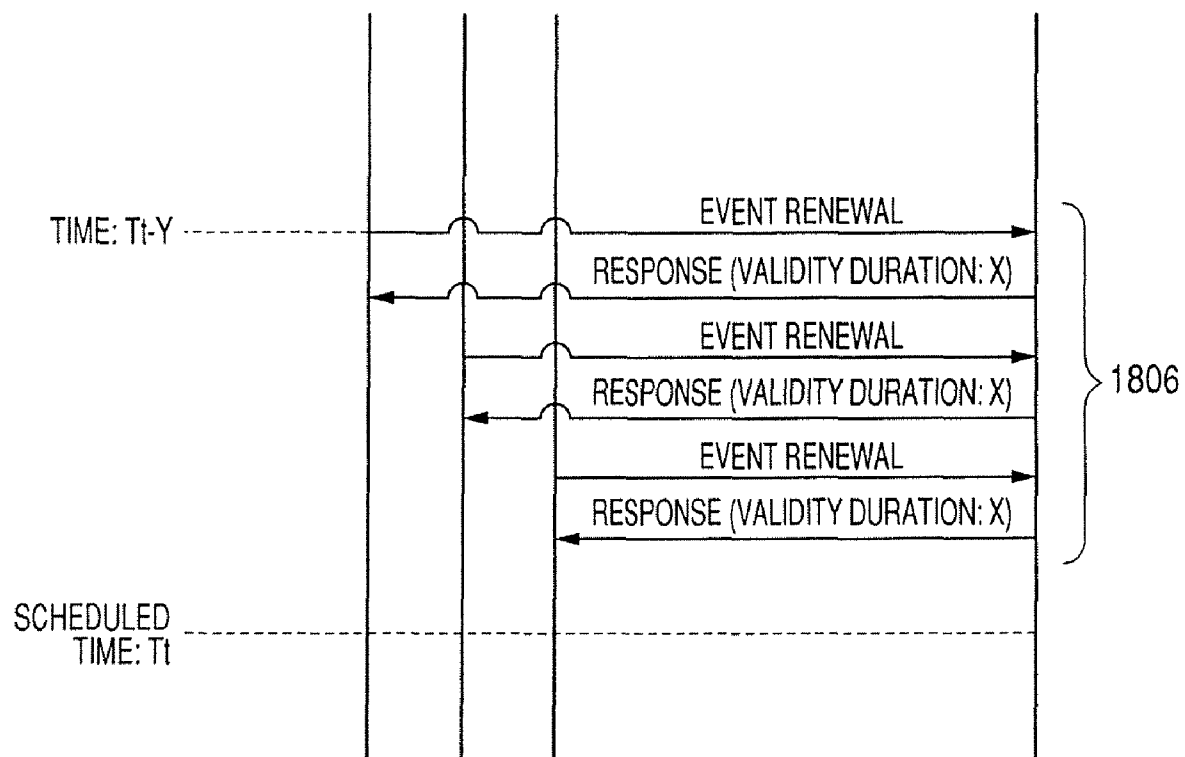 EVENT RENEWAL
TIME: Tt-Y
RESPONSE (VALIDITY DURATION: X)
EVENT RENEWAL
RESPONSE (VALIDITY DURATION: X)
1806
EVENT RENEWAL
RESPONSE (VALIDITY DURATION: X)
SCHEDULED
TIME: Tt